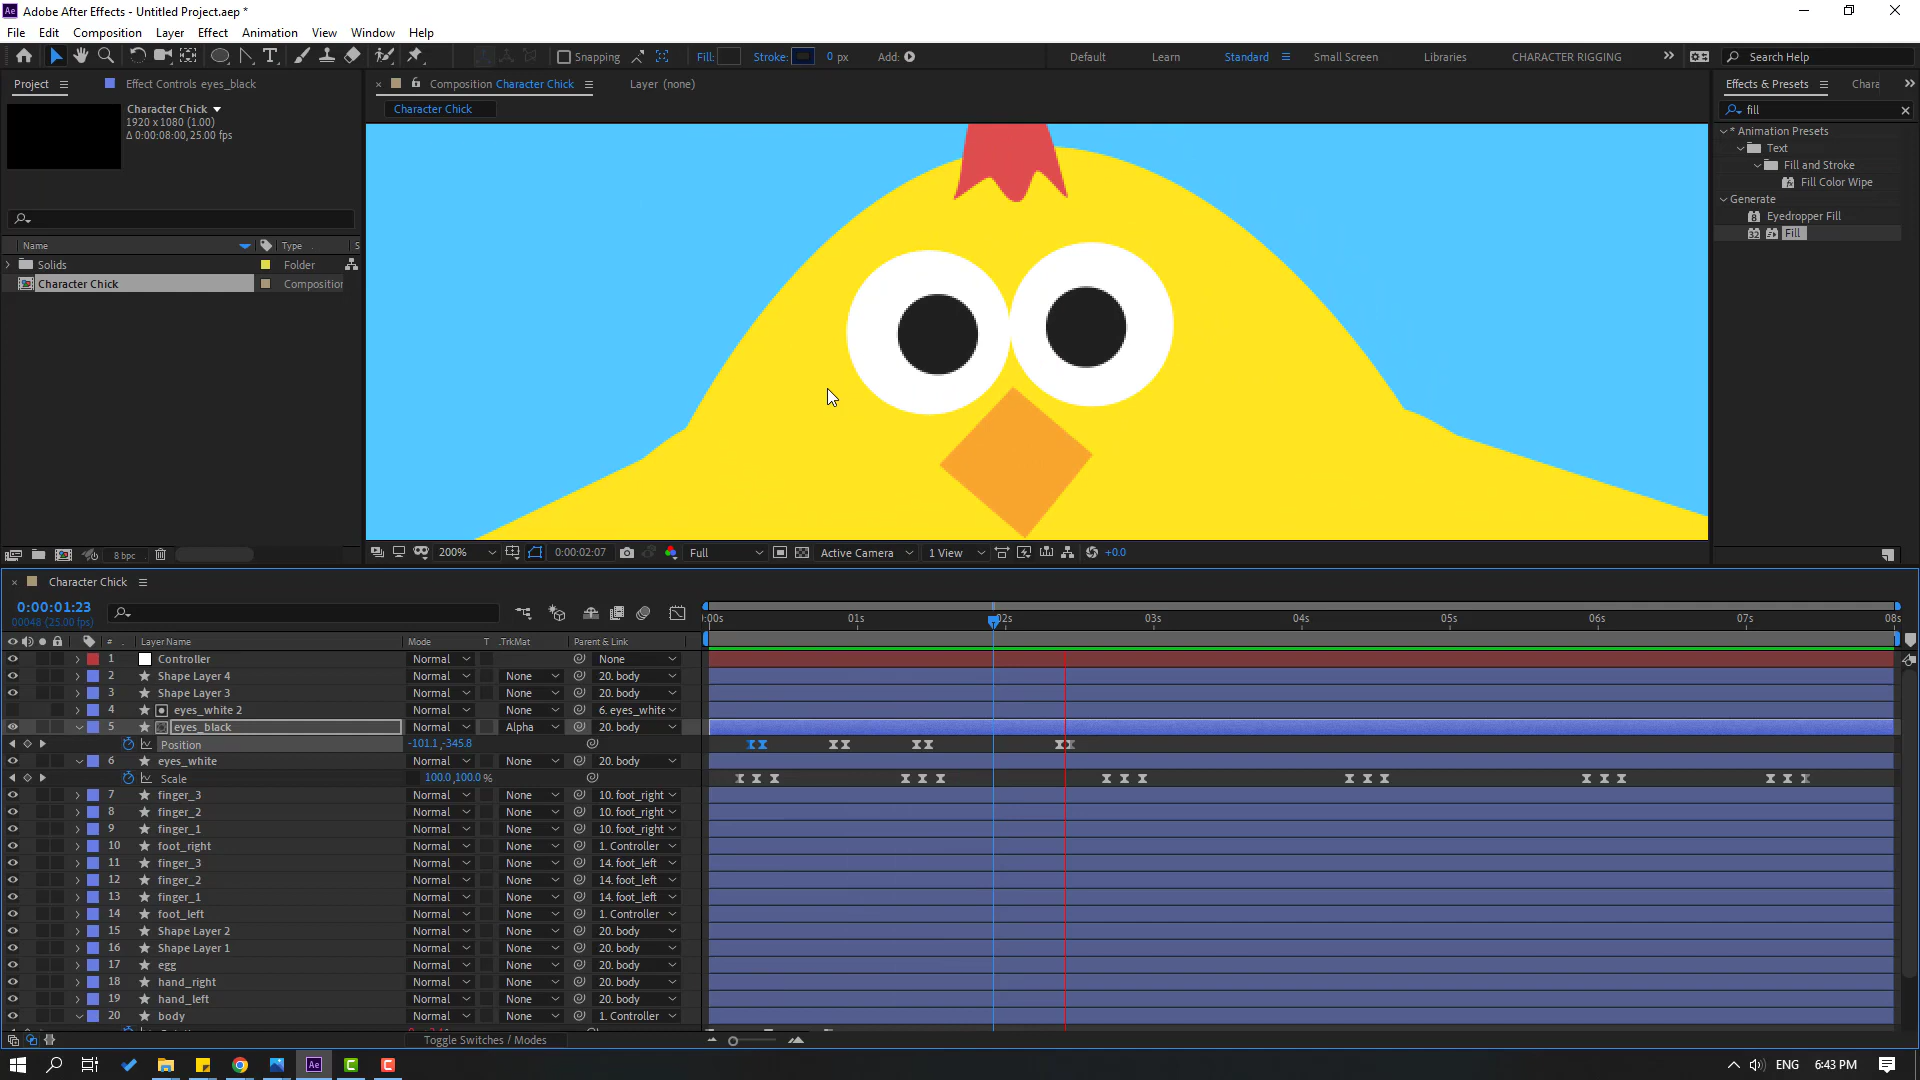 Adobe After Effects - Untitled Project.aep *
File Edit Composition Layer Effect Animation View Window Help
Snapping Fill: Stroke: 0 px Add: Default Learn Standard Small Screen Libraries CHARACTER RIGGING Search Help
Project Effect Controls eyes_black
Composition Character Chick Layer (none)
Effects & Presets Chara
Character Chick
1920 x 1080 (1.00)
Δ 0:00:08:00, 25.00 fps
Character Chick
fill
* Animation Presets
Text
Fill and Stroke
Fill Color Wipe
Generate
Eyedropper Fill
Fill
Name Type S
Solids Folder
Character Chick Composition
8 bpc
200% 0:00:02:07 Full Active Camera 1 View +0.0
Character Chick
0:00:01:23
00048 (25.00 fps)
:00s 01s 02s 03s 04s 05s 06s 07s 08s
# Layer Name Mode T .TrkMat Parent & Link
1 Controller Normal None
2 Shape Layer 4 Normal None 20. body
3 Shape Layer 3 Normal None 20. body
4 eyes_white 2 Normal None 6. eyes_white
5 eyes_black Normal Alpha 20. body
Position -101.1,-345.8
6 eyes_white Normal None 20. body
Scale 100.0,100.0 %
7 finger_3 Normal None 10. foot_right
8 finger_2 Normal None 10. foot_right
9 finger_1 Normal None 10. foot_right
10 foot_right Normal None 1. Controller
11 finger_3 Normal None 14. foot_left
12 finger_2 Normal None 14. foot_left
13 finger_1 Normal None 14. foot_left
14 foot_left Normal None 1. Controller
15 Shape Layer 2 Normal None 20. body
16 Shape Layer 1 Normal None 20. body
17 egg Normal None 20. body
18 hand_right Normal None 20. body
19 hand_left Normal None 20. body
20 body Normal None 1. Controller
Toggle Switches / Modes
ENG 6:43 PM